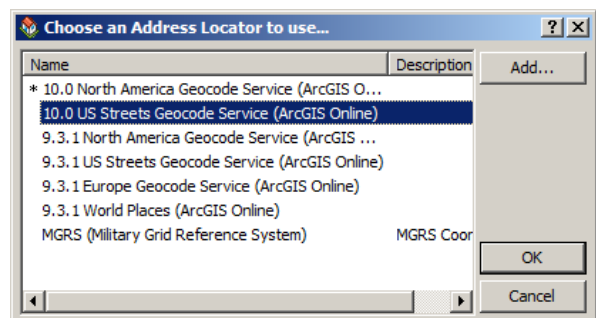 Choose an Address Locator to use...
Name Description Add...
* 10.0 North America Geocode Service (ArcGIS O...
10.0 US Streets Geocode Service (ArcGIS Online)
9.3.1 North America Geocode Service (ArcGIS ...
9.3.1 US Streets Geocode Service (ArcGIS Online)
9.3.1 Europe Geocode Service (ArcGIS Online)
9.3.1 World Places (ArcGIS Online)
MGRS (Military Grid Reference System) MGRS Coor
OK
Cancel